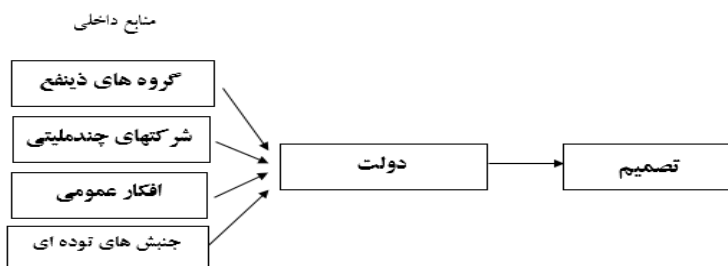 منابع داخلی
گروه های ذینفع
شرکتهای چندملیتی
افکار عمومی
جنبش های توده ای
دولت
تصمیم